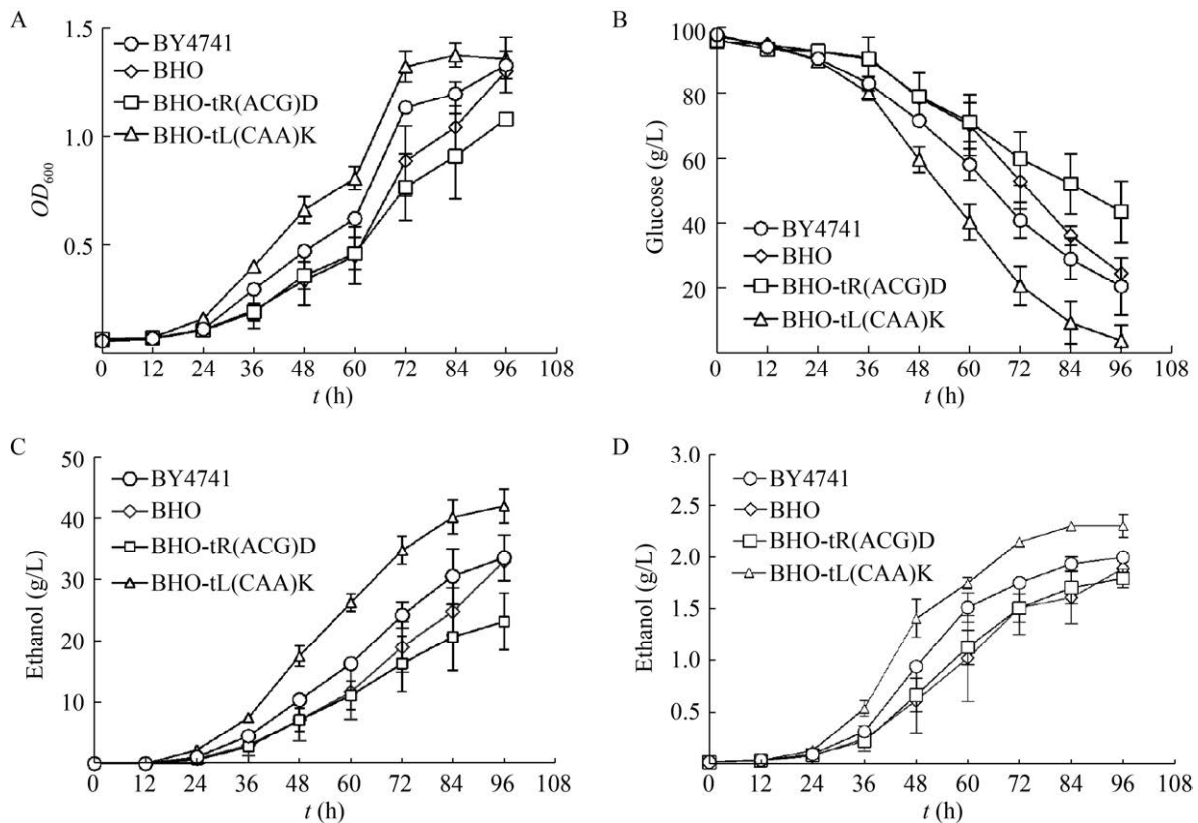 A
1.5
1.0
0.5
OD600
BY4741
BHO
BHO-tR(ACG)D
BHO-tL(CAA)K
0 12 24 36 48 60 72 84 96 108
t (h)
B
100
80
60
40
20
Glucose (g/L)
BY4741
BHO
BHO-tR(ACG)D
BHO-tL(CAA)K
0 12 24 36 48 60 72 84 96 108
t (h)
C
50
40
30
20
10
Ethanol (g/L)
BY4741
BHO
BHO-tR(ACG)D
BHO-tL(CAA)K
0 12 24 36 48 60 72 84 96 108
t (h)
D
3.0
2.5
2.0
1.5
1.0
0.5
Ethanol (g/L)
BY4741
BHO
BHO-tR(ACG)D
BHO-tL(CAA)K
0 12 24 36 48 60 72 84 96 108
t (h)